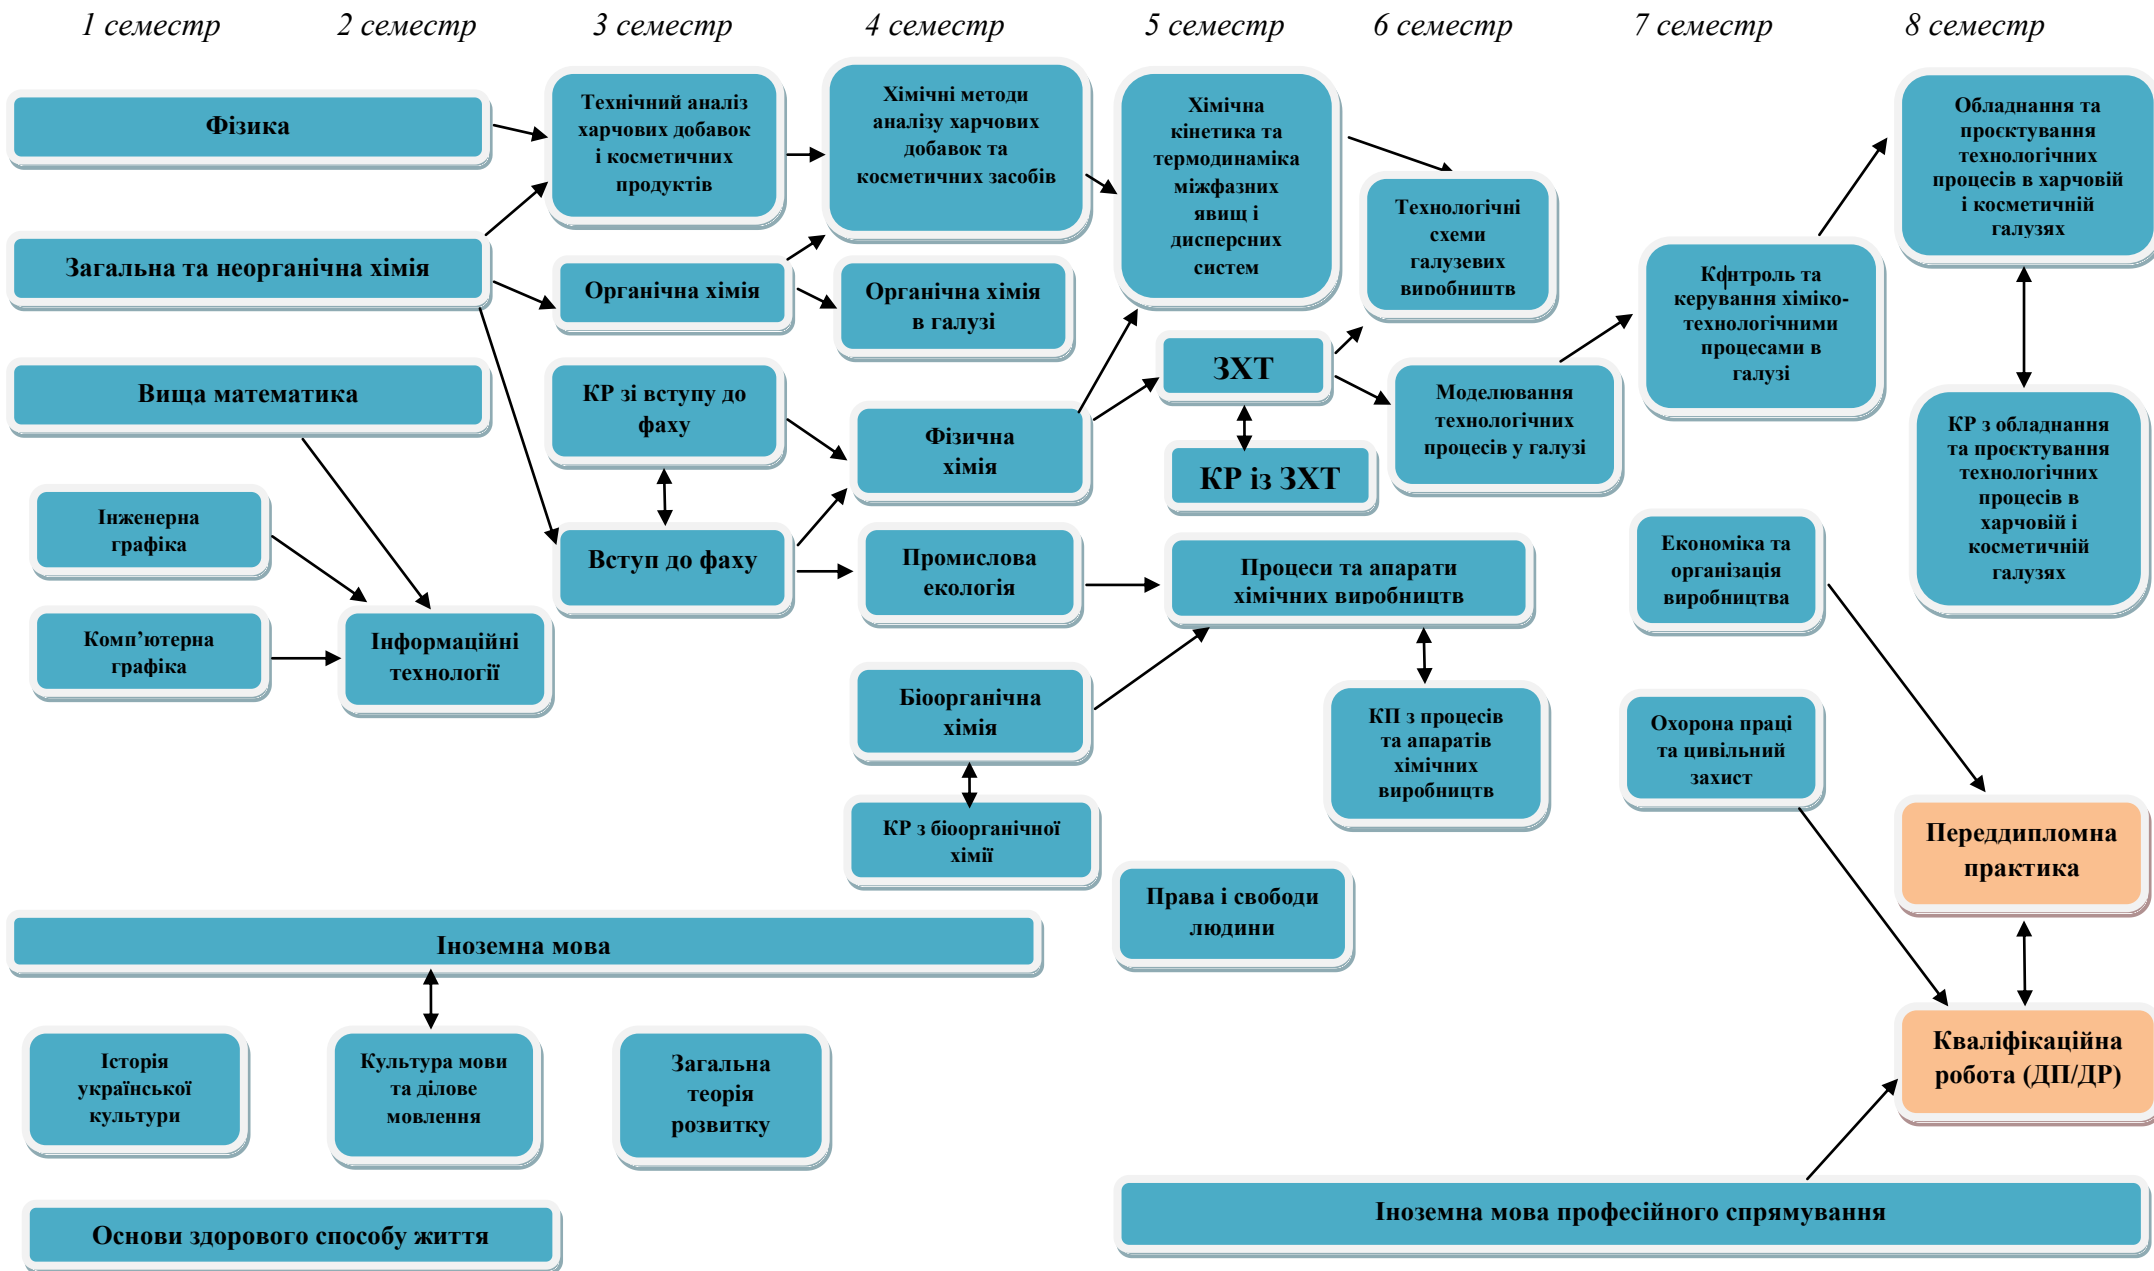 1 семестр
2 семестр
3 семестр
4 семестр
5 семестр
6 семестр
7 семестр
8 семестр
Фізика
Загальна та неорганічна хімія
Вища математика
Інженерна
графіка
Комп’ютерна
графіка
Інформаційні
технології
Технічний аналіз
харчових добавок
і косметичних
продуктів
Органічна хімія
КР зі вступу до
фаху
Вступ до фаху
Хімічні методи
аналізу харчових
добавок та
косметичних засобів
Органічна хімія
в галузі
Фізична
хімія
Промислова
екологія
Біоорганічна
хімія
КР з біоорганічної
хімії
Хімічна
кінетика та
термодинаміка
міжфазних
явищ і
дисперсних
систем
ЗХТ
КР із ЗХТ
Процеси та апарати
хімічних виробництв
Технологічні
схеми
галузевих
виробництв
Моделювання
технологічних
процесів у галузі
КП з процесів
та апаратів
хімічних
виробництв
Права і свободи
людини
Контроль та
керування хіміко-
технологічними
процесами в
галузі
Економіка та
організація
виробництва
Охорона праці
та цивільний
захист
Обладнання та
проєктування
технологічних
процесів в харчовій
і косметичній
галузях
КР з обладнання
та проєктування
технологічних
процесів в
харчовій і
косметичній
галузях
Переддипломна
практика
Кваліфікаційна
робота (ДП/ДР)
Іноземна мова
Історія
української
культури
Культура мови
та ділове
мовлення
Загальна
теорія
розвитку
Основи здорового способу життя
Іноземна мова професійного спрямування